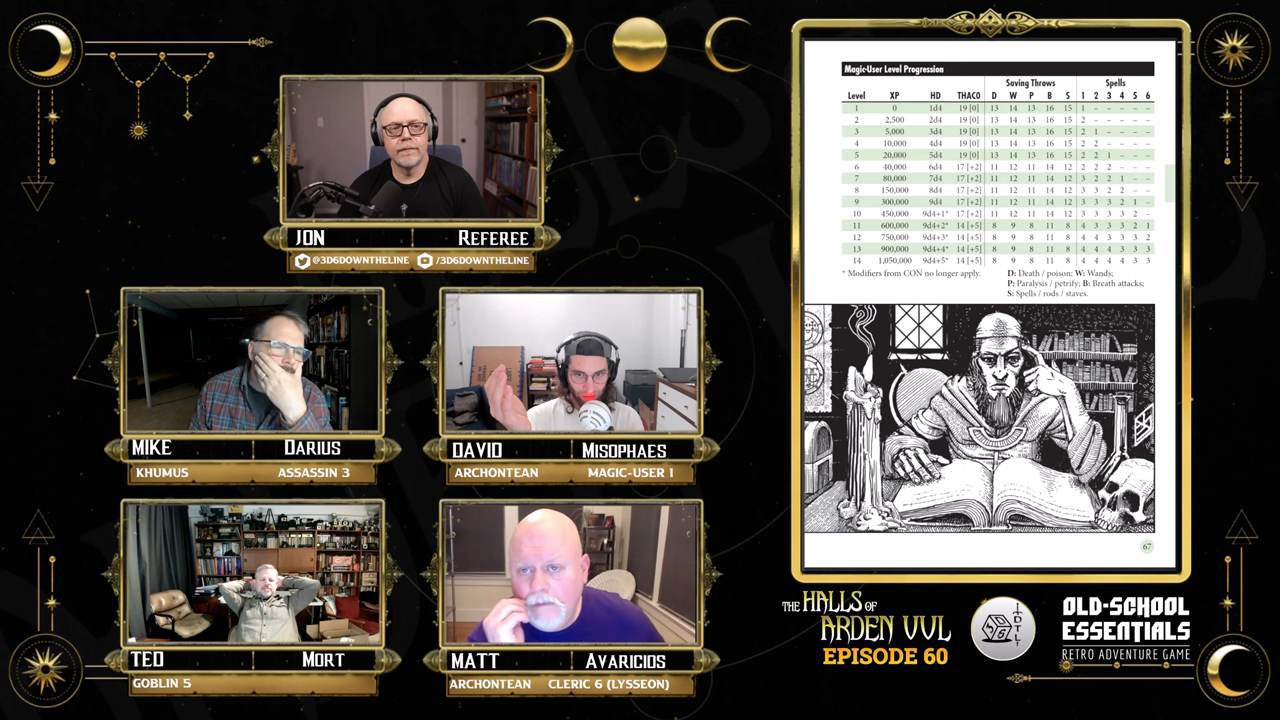 JON Referee
@3D6DOWNTHELINE /3D6DOWNTHELINE
MIKE Darius
KHUMUS ASSASSIN 3
DAVID Misophaes
ARCHONTEAN MAGIC-USER 1
TED Mort
GOBLIN 5
MATT Avaricios
ARCHONTEAN CLERIC 6 (LYSSEON)
Magic-User Level Progression
Saving Throws Spells
Level XP HD THAC0 D W P B S 1 2 3 4 5 6
1 0 1d4 19 [0] 13 14 13 16 15 1 – – – – –
2 2,500 2d4 19 [0] 13 14 13 16 15 2 – – – – –
3 5,000 3d4 19 [0] 13 14 13 16 15 2 1 – – – –
4 10,000 4d4 19 [0] 13 14 13 16 15 2 2 – – – –
5 20,000 5d4 19 [0] 13 14 13 16 15 2 2 1 – – –
6 40,000 6d4 17 [+2] 11 12 11 14 12 2 2 2 – – –
7 80,000 7d4 17 [+2] 11 12 11 14 12 3 2 2 1 – –
8 150,000 8d4 17 [+2] 11 12 11 14 12 3 3 2 2 – –
9 300,000 9d4 17 [+2] 11 12 11 14 12 3 3 3 2 1 –
10 450,000 9d4+1* 17 [+2] 11 12 11 14 12 3 3 3 3 2 –
11 600,000 9d4+2* 14 [+5] 8 9 8 11 8 4 3 3 3 2 1
12 750,000 9d4+3* 14 [+5] 8 9 8 11 8 4 4 3 3 3 2
13 900,000 9d4+4* 14 [+5] 8 9 8 11 8 4 4 4 3 3 3
14 1,050,000 9d4+5* 14 [+5] 8 9 8 11 8 4 4 4 4 3 3
* Modifiers from CON no longer apply.
D: Death / poison; W: Wands;
P: Paralysis / petrify; B: Breath attacks;
S: Spells / rods / staves.
67
THE HALLS OF
ARDEN VUL
EPISODE 60
OLD-SCHOOL
ESSENTIALS
RETRO ADVENTURE GAME